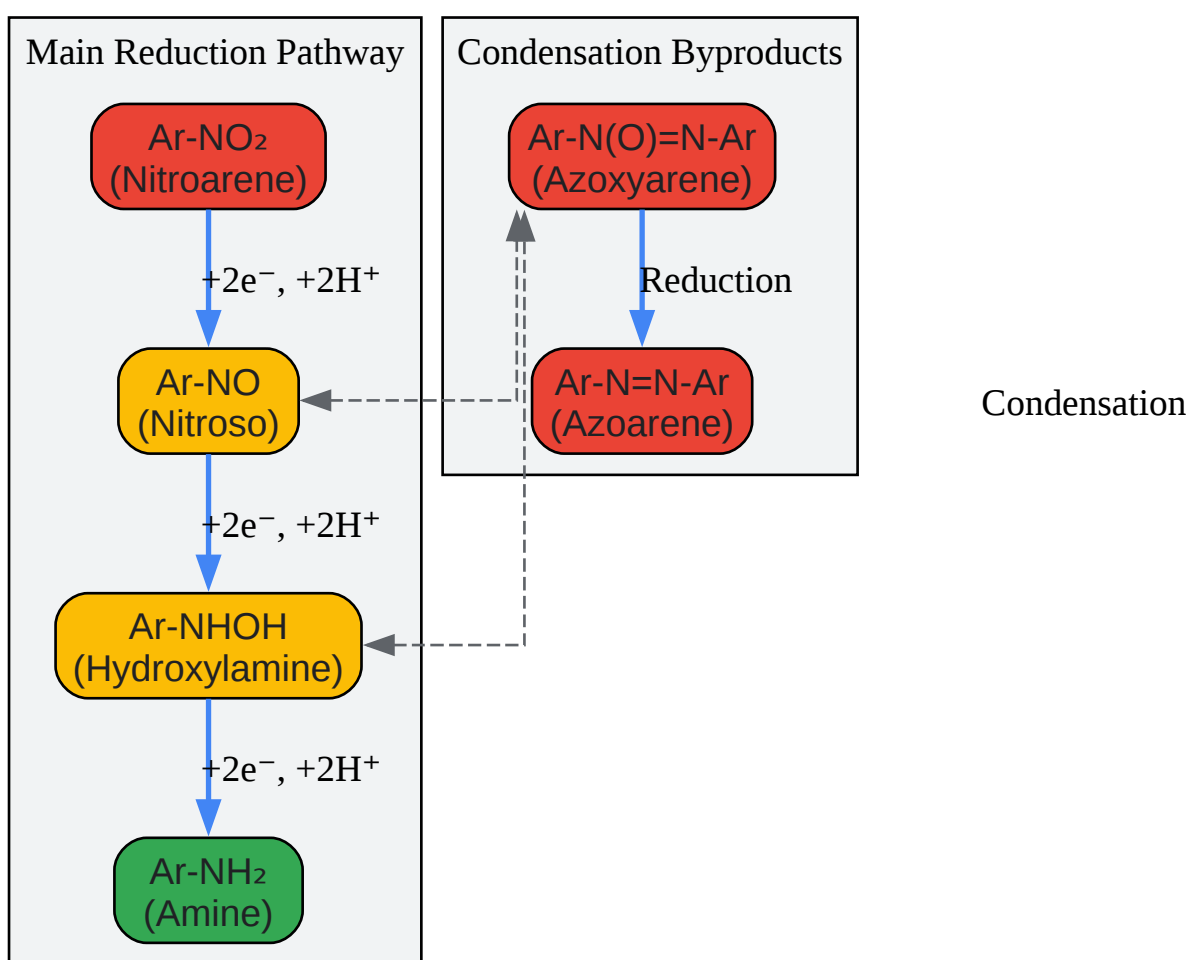 Main Reduction Pathway
Ar-NO₂
(Nitroarene)
+2e⁻, +2H⁺
Ar-NO
(Nitroso)
+2e⁻, +2H⁺
Ar-NHOH
(Hydroxylamine)
+2e⁻, +2H⁺
Ar-NH₂
(Amine)
Condensation Byproducts
Ar-N(O)=N-Ar
(Azoxyarene)
Reduction
Ar-N=N-Ar
(Azoarene)
Condensation